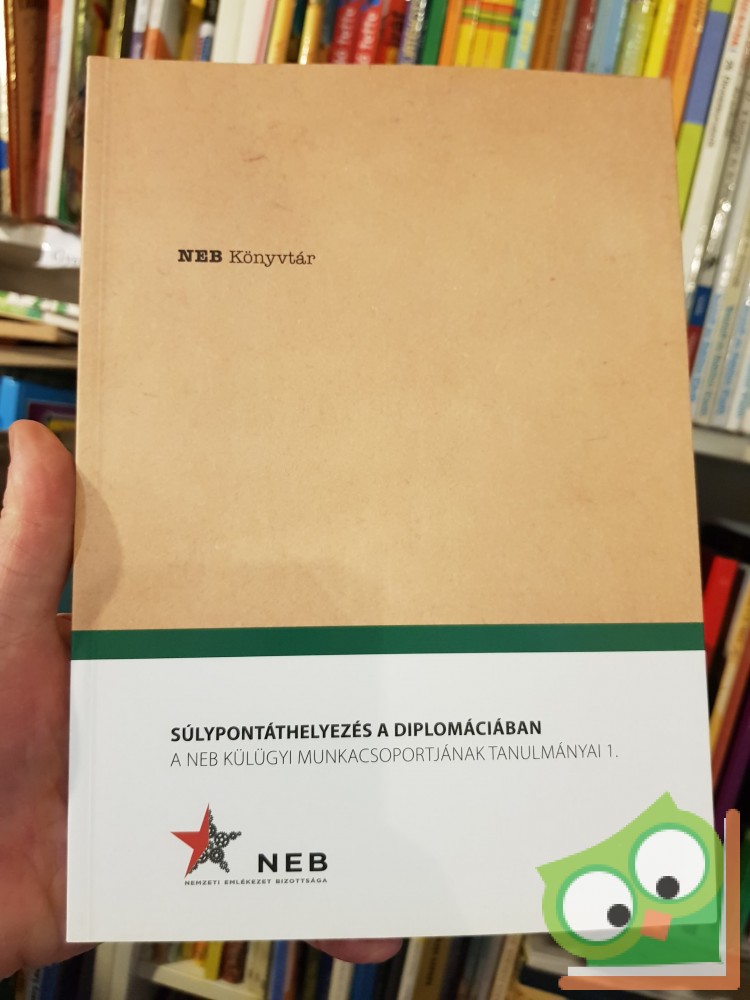 NEB Könyvtár
SÚLYPONTÁTHELYEZÉS A DIPLOMÁCIÁBAN
A NEB KÜLÜGYI MUNKACSOPORTJÁNAK TANULMÁNYAI 1.
NEB
NEMZETI EMLÉKEZET BIZOTTSÁGA